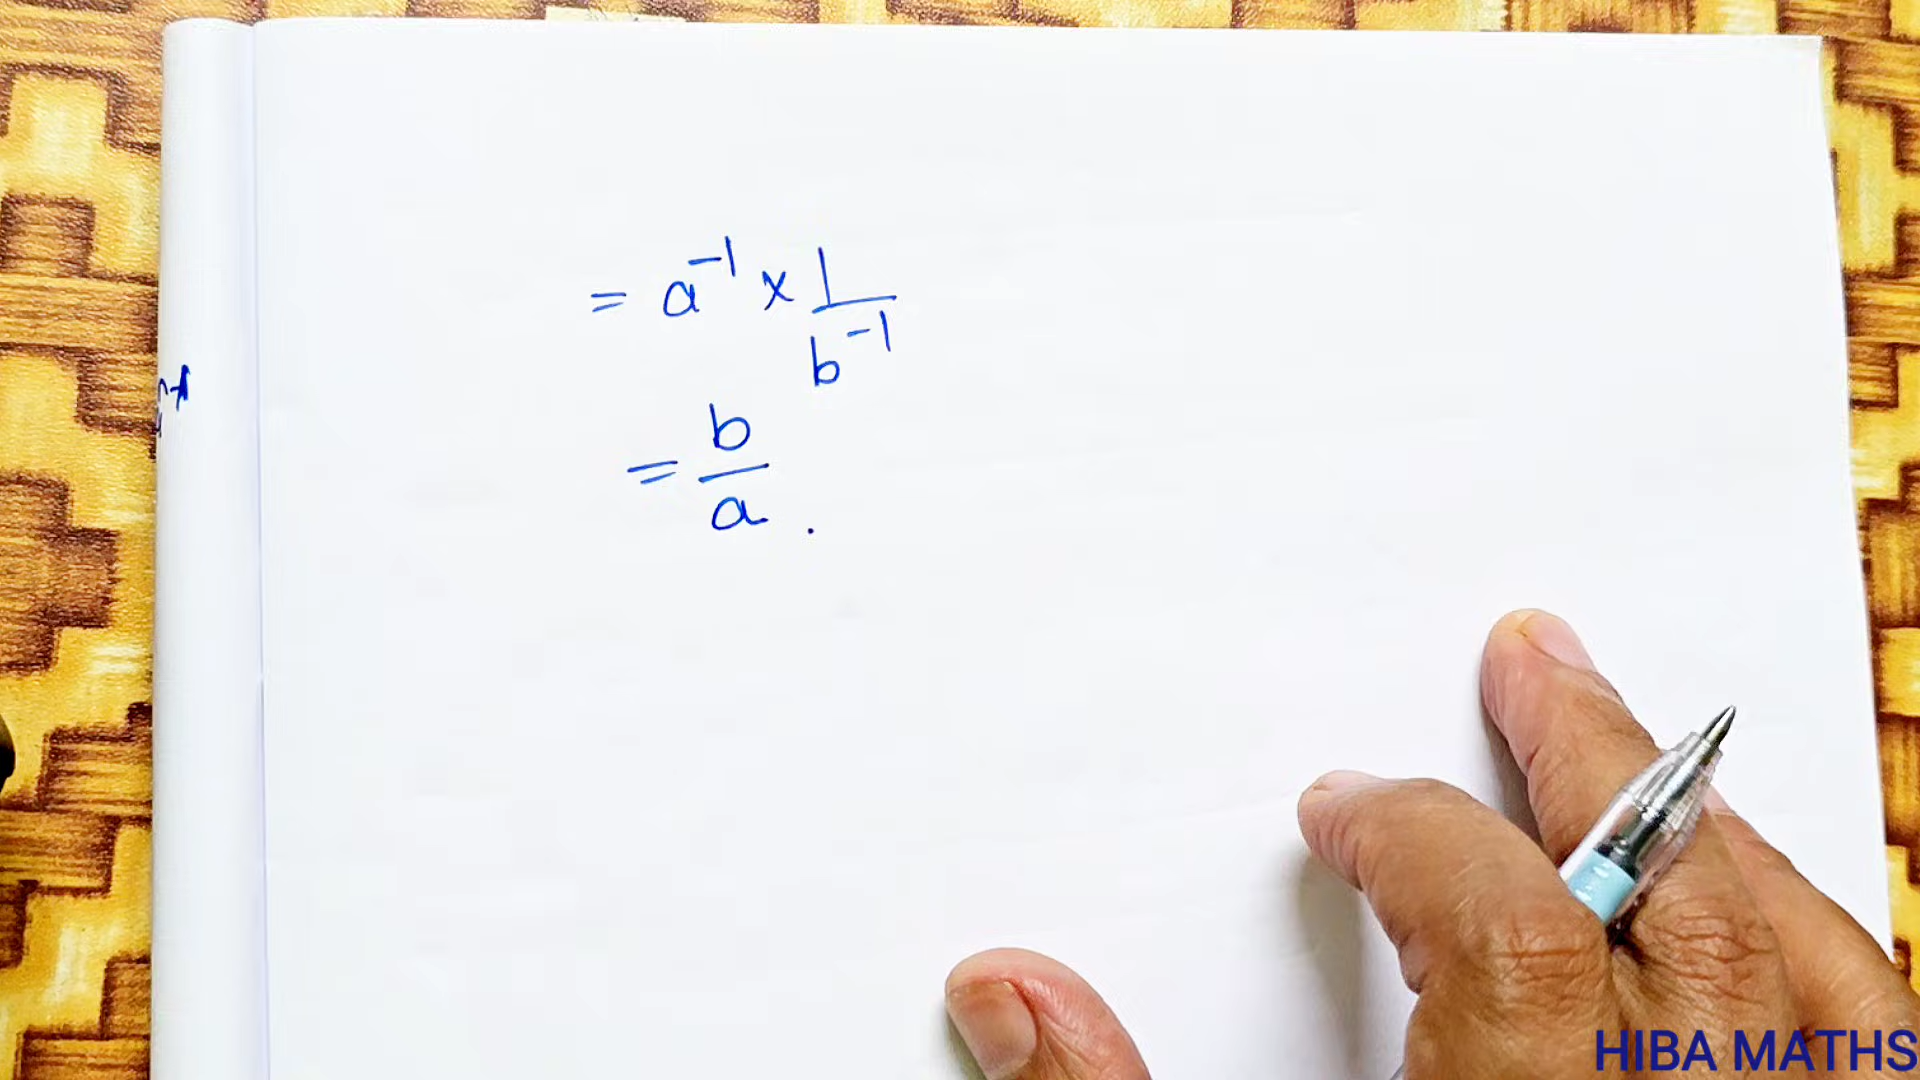 = a⁻¹ × 1/b⁻¹
= b/a .
HIBA MATHS